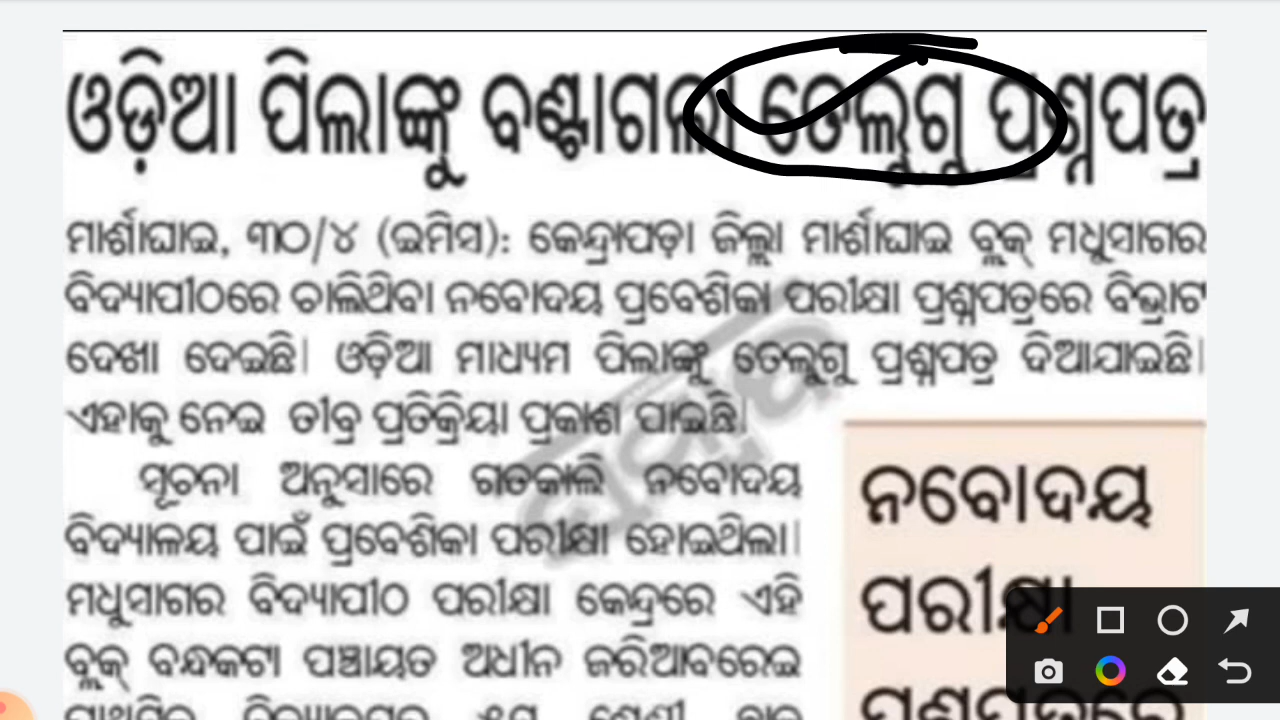 ଓଡ଼ିଆ ପିଲାଙ୍କୁ ବଣ୍ଟାଗଲା ତେଲୁଗୁ ପ୍ରଶ୍ନପତ୍ର
ମାର୍ଶାଘାଇ, ୩୦/୪ (ଇମିସ): କେନ୍ଦ୍ରାପଡ଼ା ଜିଲ୍ଲା ମାର୍ଶାଘାଇ ବ୍ଲକ୍ ମଧୁସାଗର
ବିଦ୍ୟାପୀଠରେ ଚାଲିଥିବା ନବୋଦୟ ପ୍ରବେଶିକା ପରୀକ୍ଷା ପ୍ରଶ୍ନପତ୍ରରେ ବିଭ୍ରାଟ
ଦେଖା ଦେଇଛି। ଓଡ଼ିଆ ମାଧ୍ୟମ ପିଲାଙ୍କୁ ତେଲୁଗୁ ପ୍ରଶ୍ନପତ୍ର ଦିଆଯାଇଛି।
ଏହାକୁ ନେଇ ତୀବ୍ର ପ୍ରତିକ୍ରିୟା ପ୍ରକାଶ ପାଇଛି।
ସୂଚନା ଅନୁସାରେ ଗତକାଲି ନବୋଦୟ
ବିଦ୍ୟାଳୟ ପାଇଁ ପ୍ରବେଶିକା ପରୀକ୍ଷା ହୋଇଥିଲା।
ମଧୁସାଗର ବିଦ୍ୟାପୀଠ ପରୀକ୍ଷା କେନ୍ଦ୍ରରେ ଏହି
ବ୍ଲକ୍ ବନ୍ଧକଟା ପଞ୍ଚାୟତ ଅଧୀନ ଜରିଆବରେଇ
ନବୋଦୟ
ପରୀକ୍ଷା